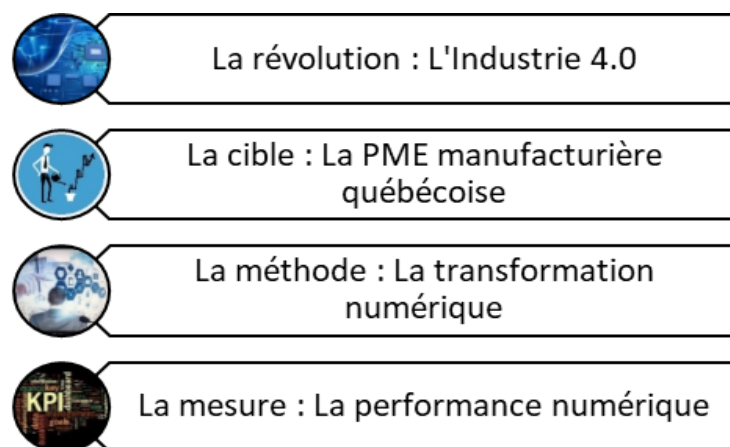 La révolution : L'Industrie 4.0
La cible : La PME manufacturière
québécoise
La méthode : La transformation
numérique
KPI
La mesure : La performance numérique